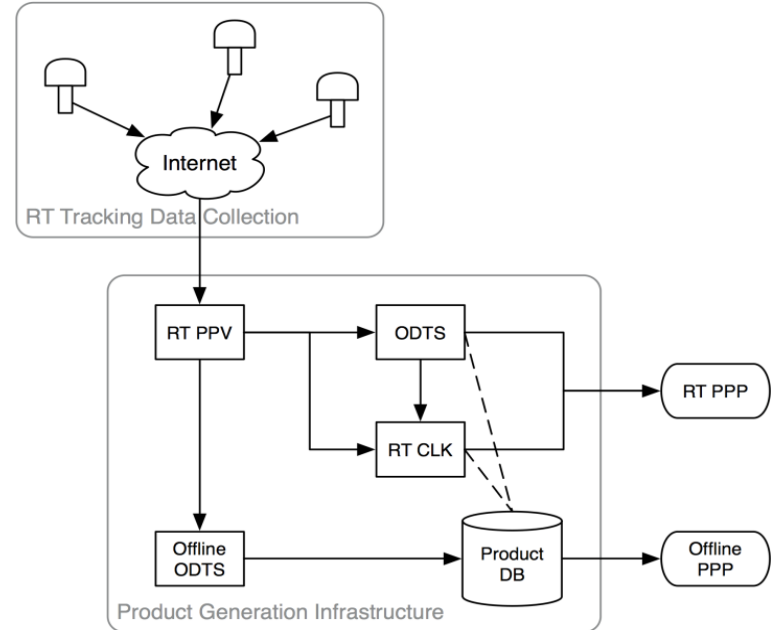 Internet
RT Tracking Data Collection
RT PPV
ODTS
RT PPP
RT CLK
Offline
ODTS
Product
DB
Offline
PPP
Product Generation Infrastructure